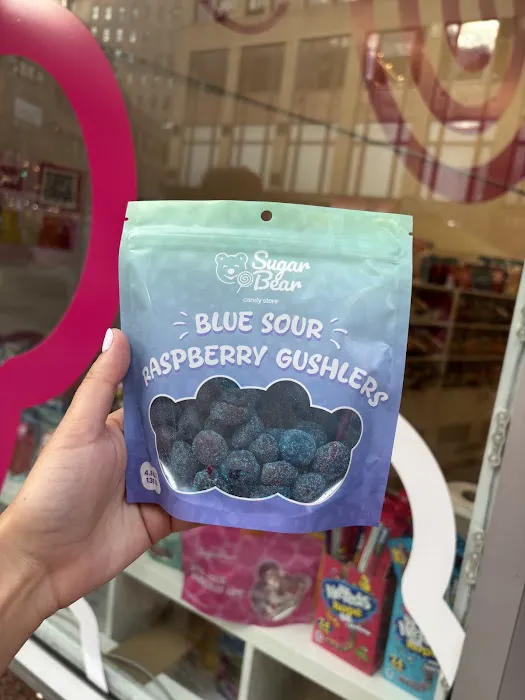 Sugar
Bear
candy store
BLUE SOUR
RASPBERRY GUSHLERS